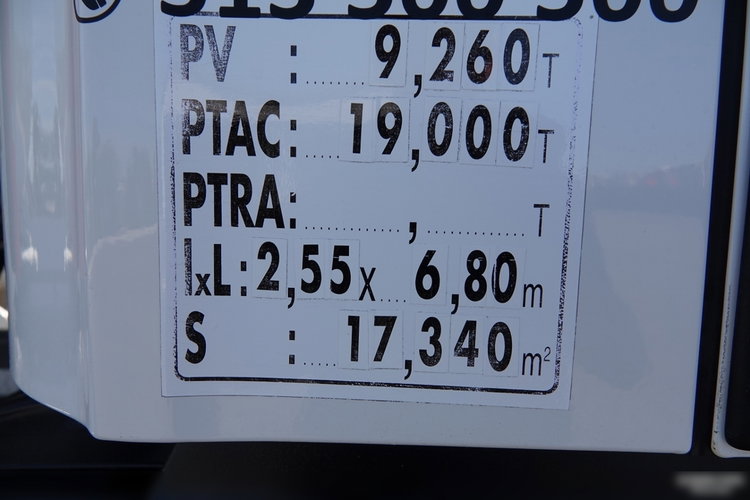 PV : 9,260 T
PTAC: 19,000 T
PTRA: , T
lxL: 2,55 x 6,80 m
S : 17,340 m²